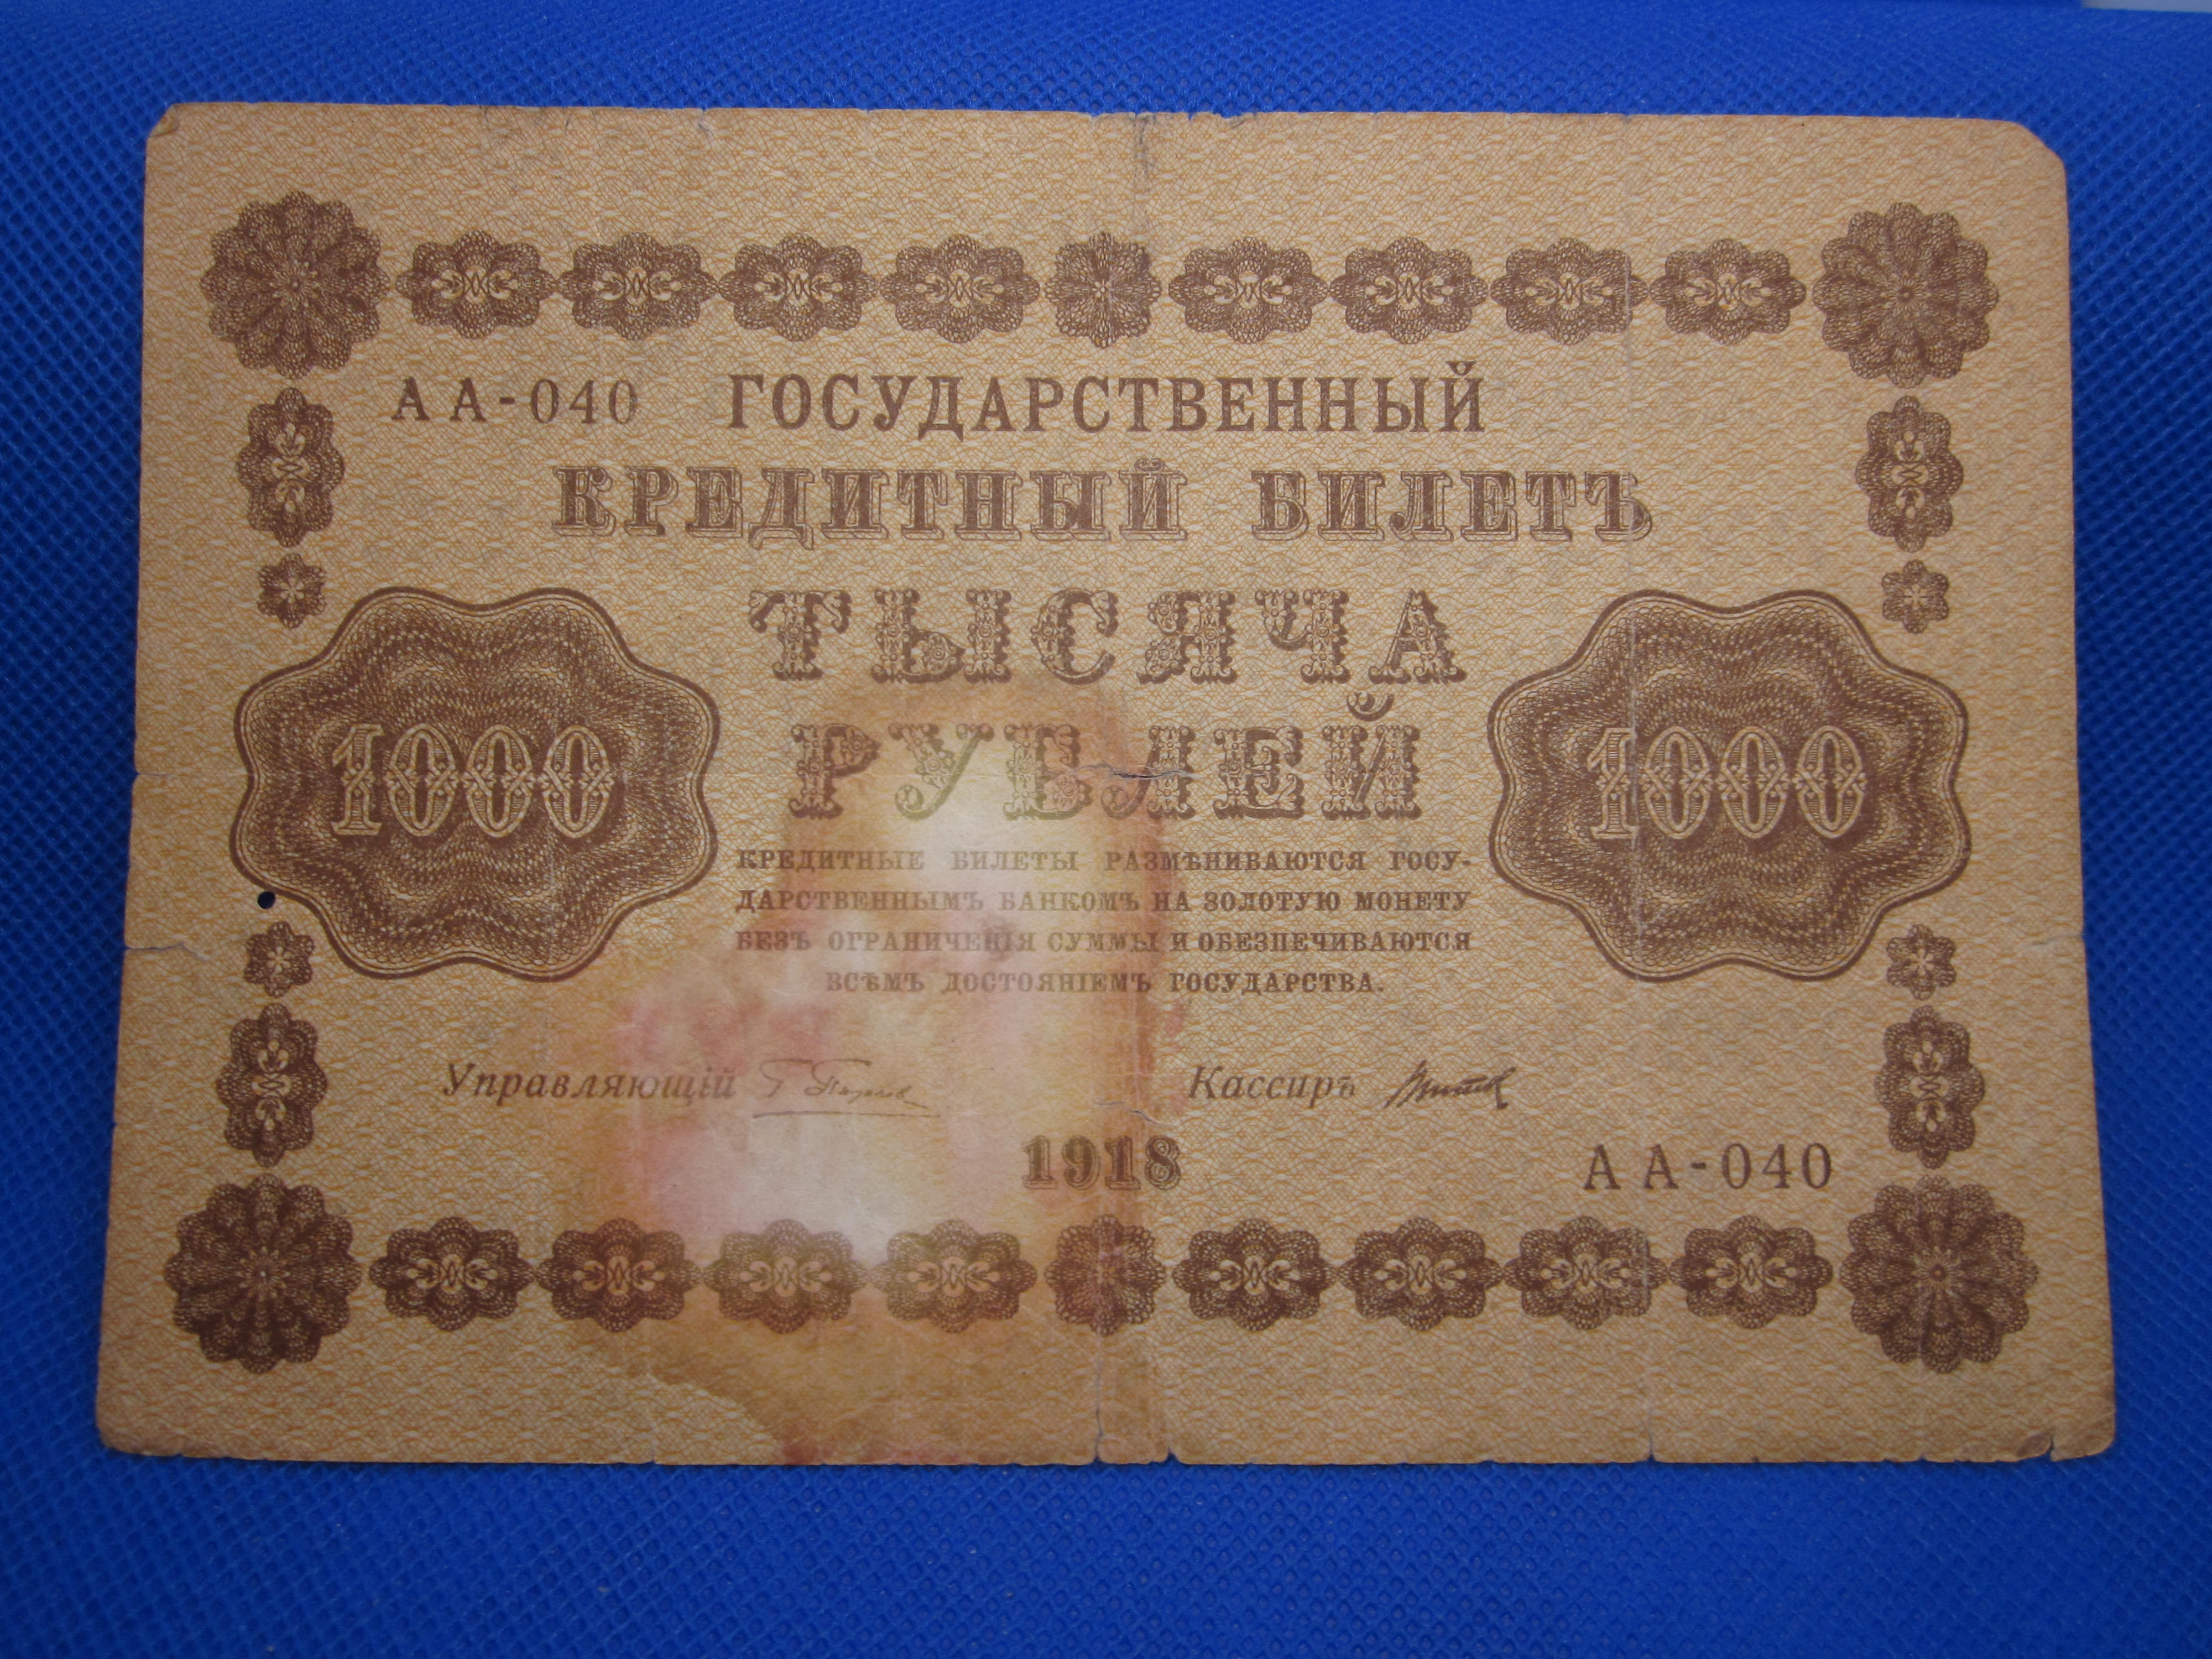 АА-040 ГОСУДАРСТВЕННЫЙ
КРЕДИТНЫЙ БИЛЕТЪ
ТЫСЯЧА
РУБЛЕЙ
1000
1000
КРЕДИТНЫЕ БИЛЕТЫ РАЗМѢНИВАЮТСЯ ГОСУ-
ДАРСТВЕННЫМЪ БАНКОМЪ НА ЗОЛОТУЮ МОНЕТУ
БЕЗЪ ОГРАНИЧЕНІЯ СУММЫ И ОБЕЗПЕЧИВАЮТСЯ
ВСѢМЪ ДОСТОЯНІЕМЪ ГОСУДАРСТВА.
Управляющій
Кассиръ
1918
АА-040